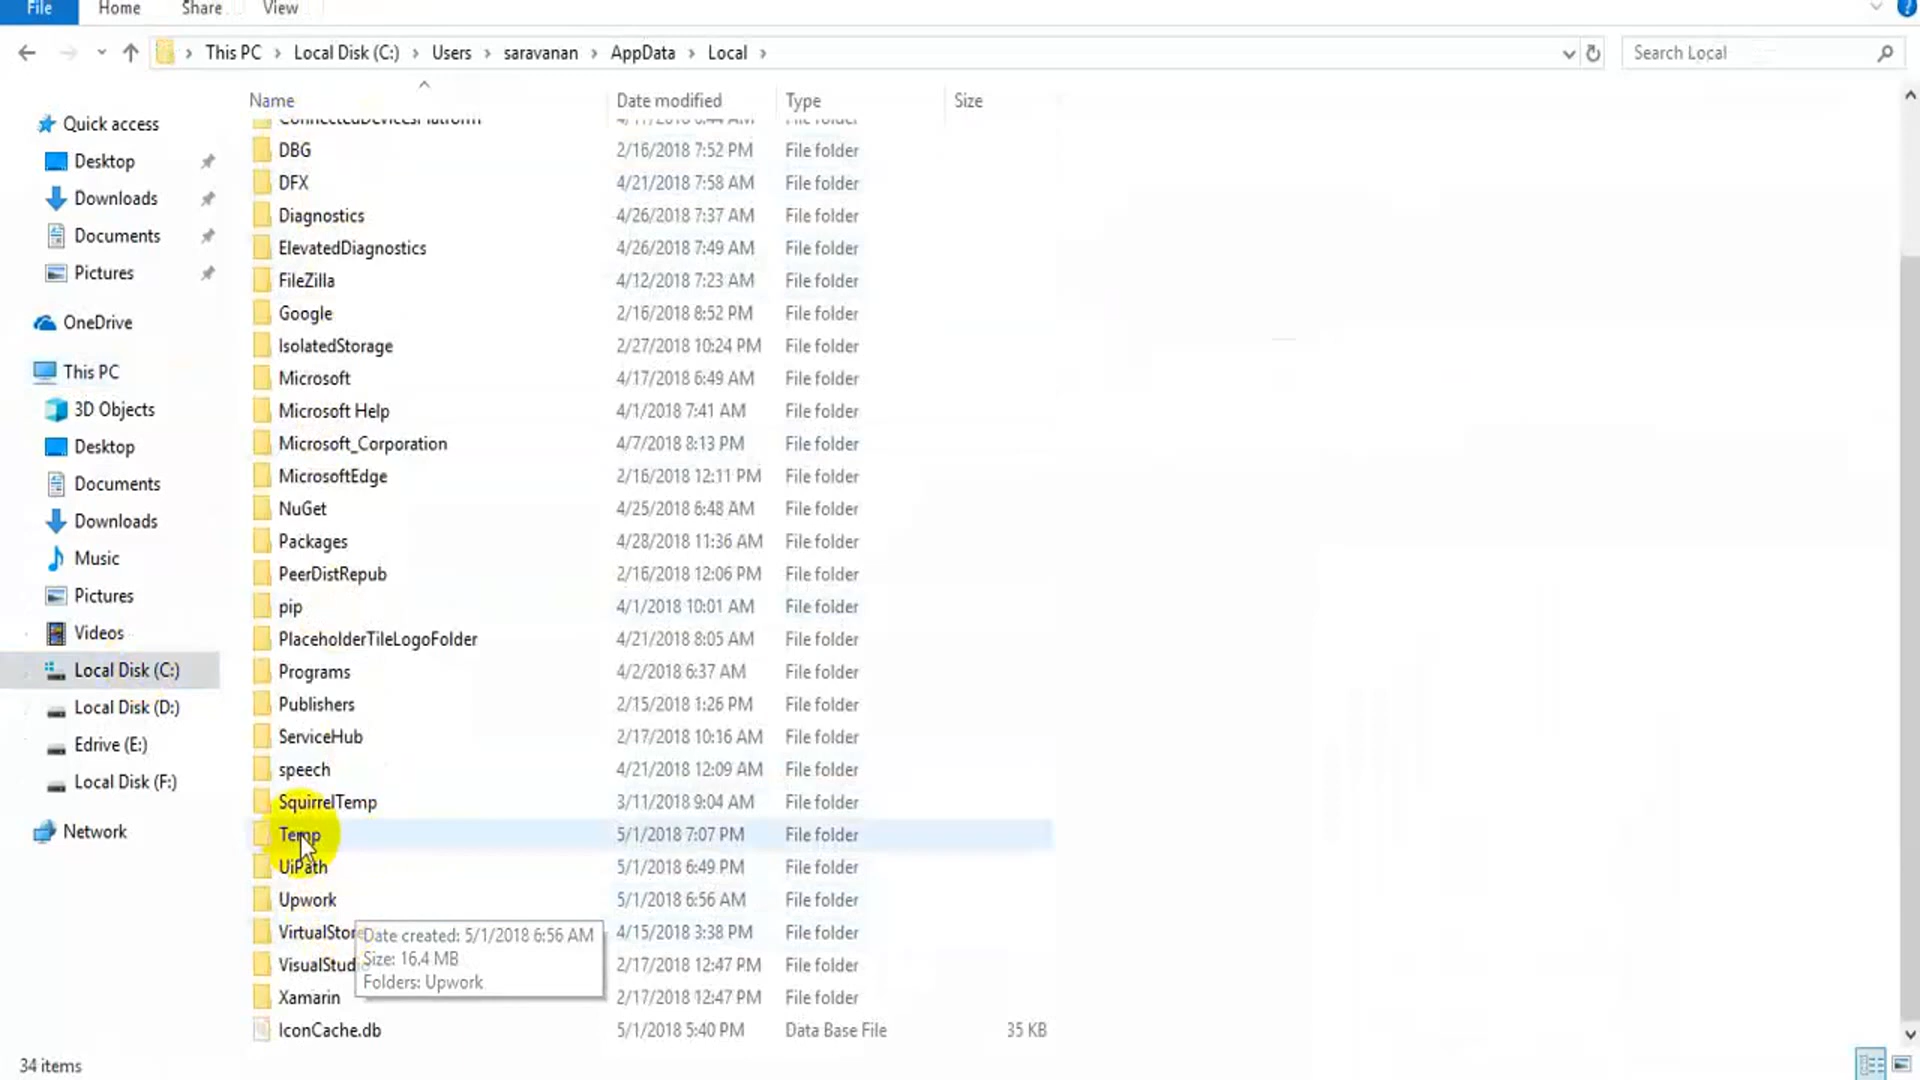 File Home Share View
This PC Local Disk (C:) Users saravanan AppData Local
Search Local
Name Date modified Type Size
Quick access
Desktop
Downloads
Documents
Pictures
OneDrive
This PC
3D Objects
Desktop
Documents
Downloads
Music
Pictures
Videos
Local Disk (C:)
Local Disk (D:)
Edrive (E:)
Local Disk (F:)
Network
ConnectedDevicesPlatform 4/11/2018 6:44 AM File folder
DBG 2/16/2018 7:52 PM File folder
DFX 4/21/2018 7:58 AM File folder
Diagnostics 4/26/2018 7:37 AM File folder
ElevatedDiagnostics 4/26/2018 7:49 AM File folder
FileZilla 4/12/2018 7:23 AM File folder
Google 2/16/2018 8:52 PM File folder
IsolatedStorage 2/27/2018 10:24 PM File folder
Microsoft 4/17/2018 6:49 AM File folder
Microsoft Help 4/1/2018 7:41 AM File folder
Microsoft_Corporation 4/7/2018 8:13 PM File folder
MicrosoftEdge 2/16/2018 12:11 PM File folder
NuGet 4/25/2018 6:48 AM File folder
Packages 4/28/2018 11:36 AM File folder
PeerDistRepub 2/16/2018 12:06 PM File folder
pip 4/1/2018 10:01 AM File folder
PlaceholderTileLogoFolder 4/21/2018 8:05 AM File folder
Programs 4/2/2018 6:37 AM File folder
Publishers 2/15/2018 1:26 PM File folder
ServiceHub 2/17/2018 10:16 AM File folder
speech 4/21/2018 12:09 AM File folder
SquirrelTemp 3/11/2018 9:04 AM File folder
Temp 5/1/2018 7:07 PM File folder
UiPath 5/1/2018 6:49 PM File folder
Upwork 5/1/2018 6:56 AM File folder
VirtualStore 4/15/2018 3:38 PM File folder
VisualStudi 2/17/2018 12:47 PM File folder
Xamarin 2/17/2018 12:47 PM File folder
IconCache.db 5/1/2018 5:40 PM Data Base File 35 KB
Date created: 5/1/2018 6:56 AM
Size: 16.4 MB
Folders: Upwork
34 items